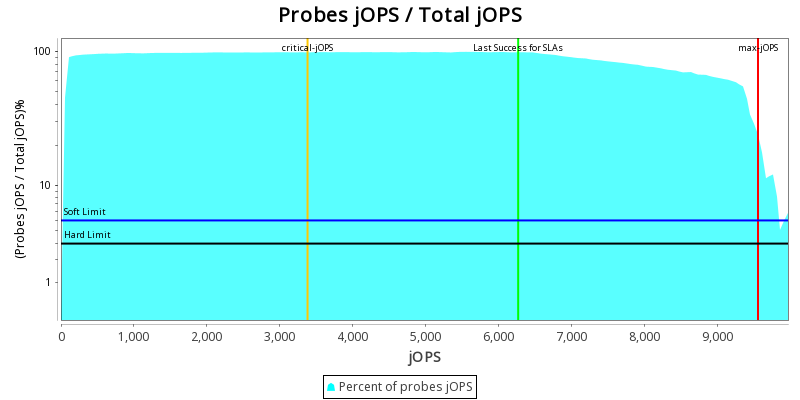 Probes jOPS / Total jOPS
(Probes jOPS / Total jOPS)%
100
10
1
critical-jOPS
Last Success for SLAs
max-jOPS
Soft Limit
Hard Limit
0
1,000
2,000
3,000
4,000
5,000
6,000
7,000
8,000
9,000
jOPS
Percent of probes jOPS